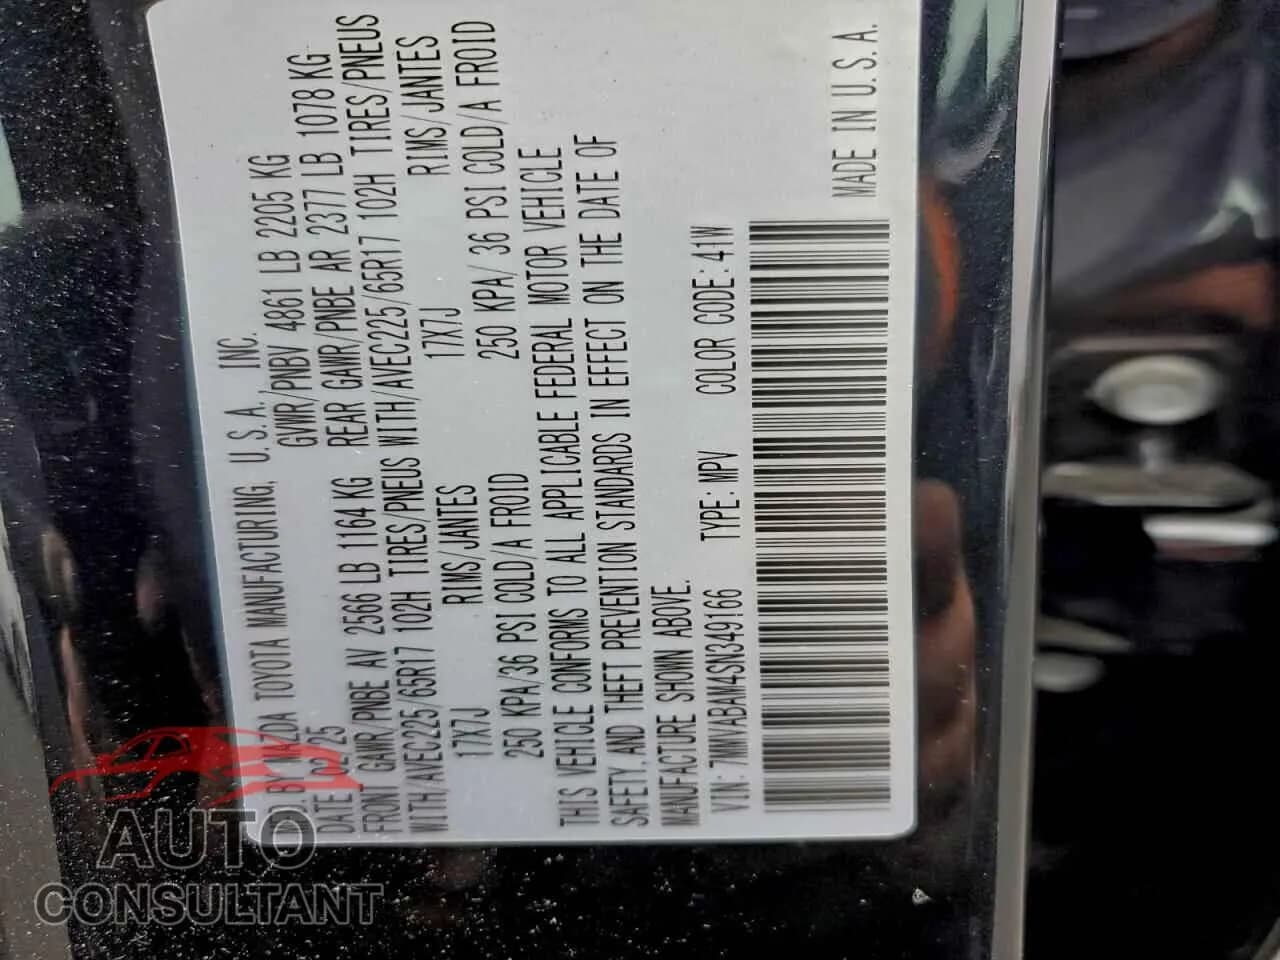 MFD. BY MAZDA TOYOTA MANUFACTURING, U.S.A., INC.
DATE: 02/25 GVWR/PNBV 4861 LB 2205 KG
FRONT GAWR/PNBE AV 2566 LB 1164 KG REAR GAWR/PNBE AR 2377 LB 1078 KG
WITH/AVEC225/65R17 102H TIRES/PNEUS WITH/AVEC225/65R17 102H TIRES/PNEUS
17X7J RIMS/JANTES 17X7J RIMS/JANTES
250 KPA/36 PSI COLD/A FROID 250 KPA/ 36 PSI COLD/A FROID
THIS VEHICLE CONFORMS TO ALL APPLICABLE FEDERAL MOTOR VEHICLE
SAFETY, AND THEFT PREVENTION STANDARDS IN EFFECT ON THE DATE OF
MANUFACTURE SHOWN ABOVE.
VIN: 7MMVABAM4SN349166 TYPE: MPV COLOR CODE: 41W
MADE IN U.S.A.
AUTO
CONSULTANT